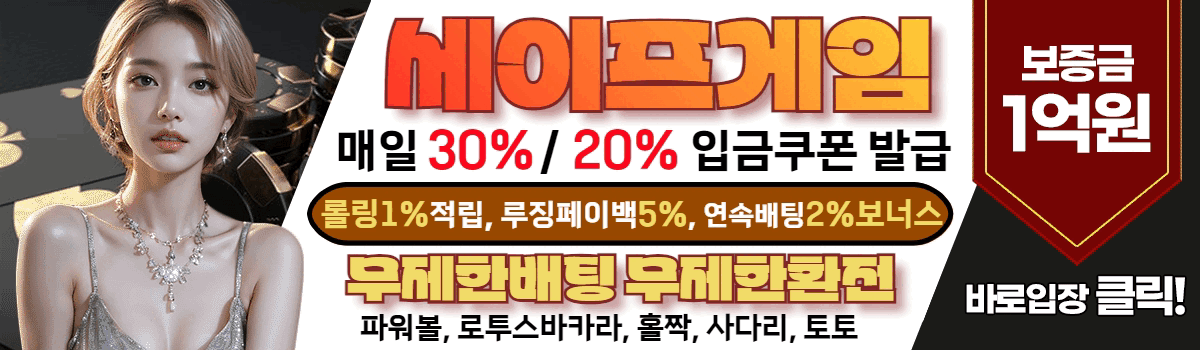 세이프게임
매일 30% / 20% 입금쿠폰 발급
롤링1%적립, 루징페이백5%, 연속배팅2%보너스
무제한배팅 무제한환전
파워볼, 로투스바카라, 홀짝, 사다리, 토토
보증금
1억원
바로입장 클릭!